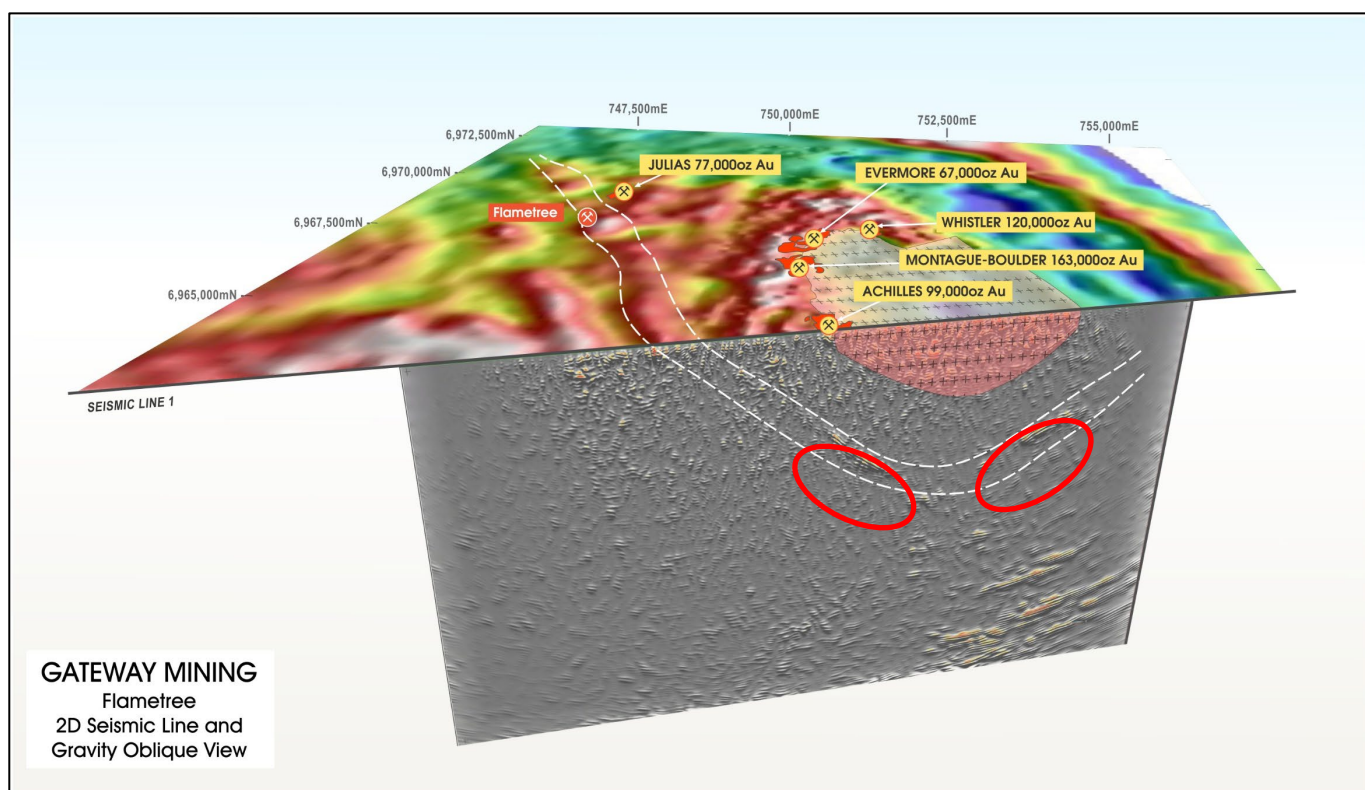 747,500mE
750,000mE
752,500mE
755,000mE
6,972,500mN
6,970,000mN
6,967,500mN
6,965,000mN
JULIAS 77,000oz Au
EVERMORE 67,000oz Au
Flametree
WHISTLER 120,000oz Au
MONTAGUE-BOULDER 163,000oz Au
ACHILLES 99,000oz Au
SEISMIC LINE 1
GATEWAY MINING
Flametree
2D Seismic Line and
Gravity Oblique View